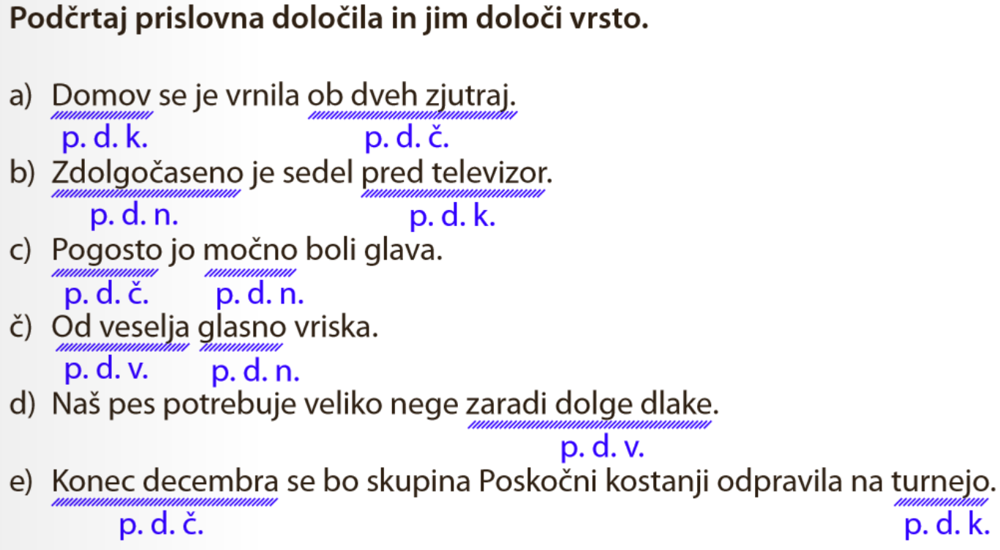 Podčrtaj prislovna določila in jim določi vrsto.
a) Domov se je vrnila ob dveh zjutraj.
p. d. k. p. d. č.
b) Zdolgočaseno je sedel pred televizor.
p. d. n. p. d. k.
c) Pogosto jo močno boli glava.
p. d. č. p. d. n.
č) Od veselja glasno vriska.
p. d. v. p. d. n.
d) Naš pes potrebuje veliko nege zaradi dolge dlake.
p. d. v.
e) Konec decembra se bo skupina Poskočni kostanji odpravila na turnejo.
p. d. č. p. d. k.